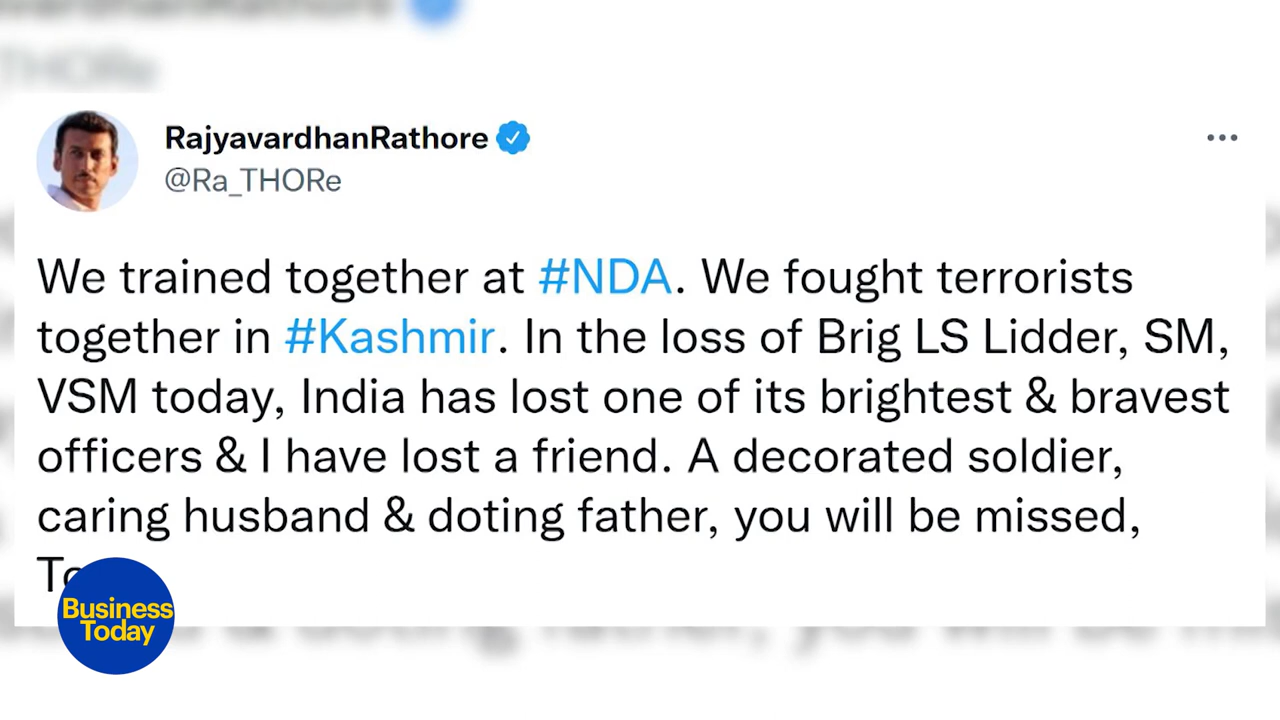 RajyavardhanRathore
@Ra_THORe
We trained together at #NDA. We fought terrorists
together in #Kashmir. In the loss of Brig LS Lidder, SM,
VSM today, India has lost one of its brightest & bravest
officers & I have lost a friend. A decorated soldier,
caring husband & doting father, you will be missed,
Business
Today